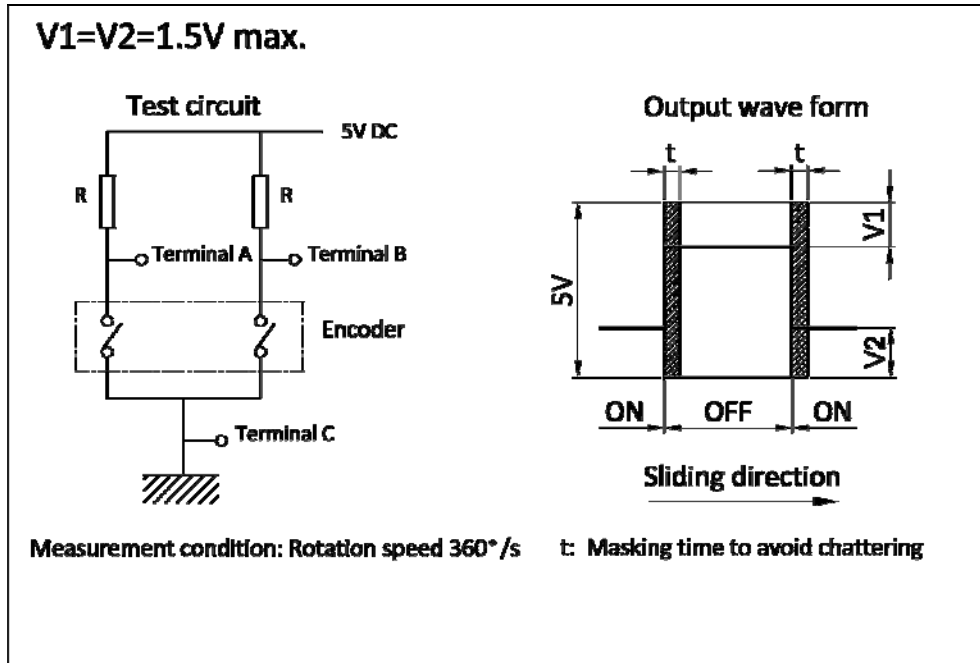 V1=V2=1.5V max.
Test circuit
5V DC
R
R
Terminal A
Terminal B
Encoder
Terminal C
Output wave form
t
t
V1
5V
V2
ON
OFF
ON
Sliding direction
Measurement condition: Rotation speed 360°/s
t: Masking time to avoid chattering